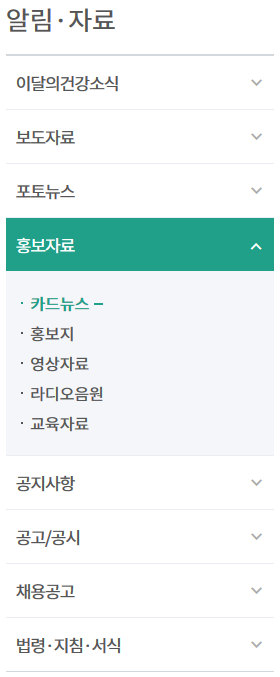 알림·자료
이달의건강소식
보도자료
포토뉴스
홍보자료
· 카드뉴스 –
· 홍보지
· 영상자료
· 라디오음원
· 교육자료
공지사항
공고/공시
채용공고
법령·지침·서식